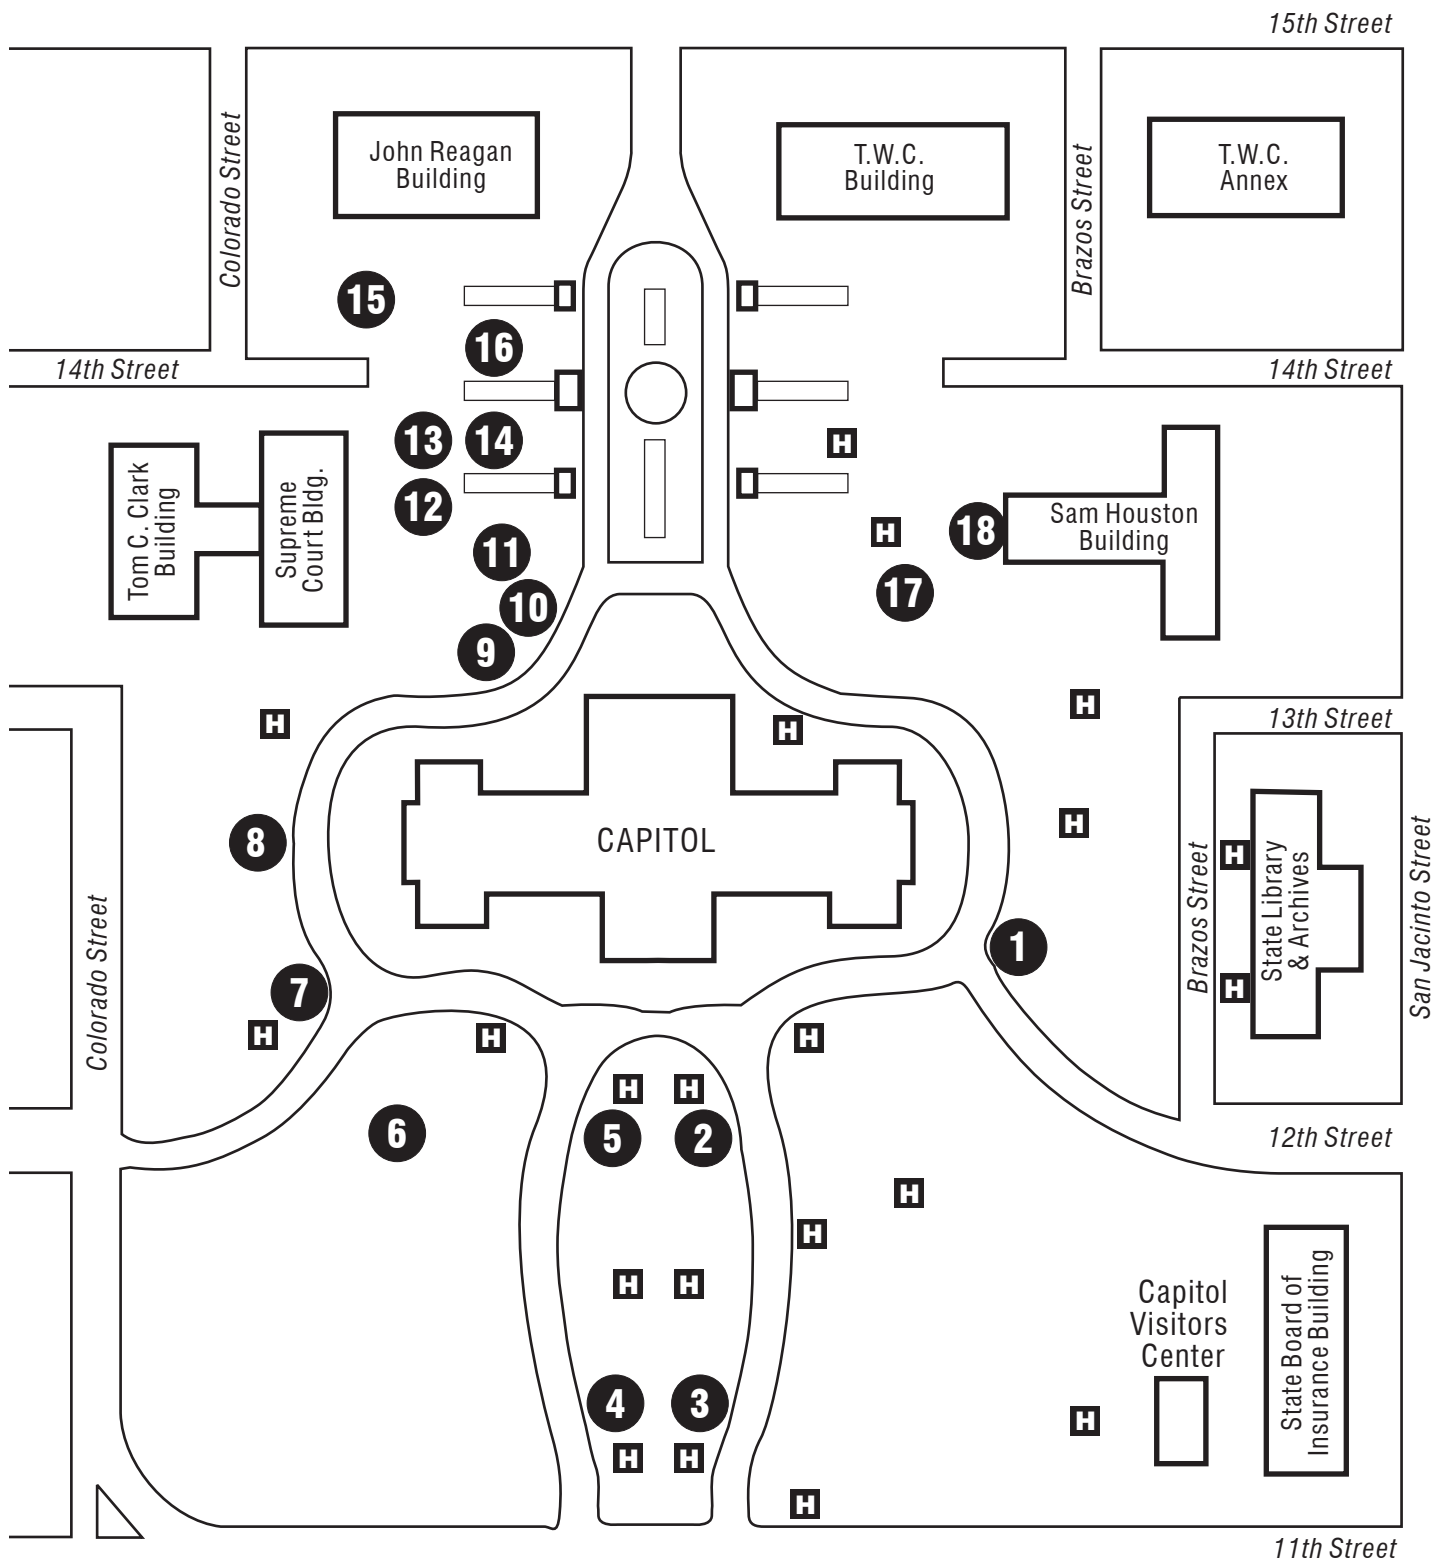 15th Street
Colorado Street
John Reagan
Building
T.W.C.
Building
Brazos Street
T.W.C.
Annex
15
16
14th Street
14th Street
13
14
H
Tom C. Clark
Building
Supreme
Court Bldg.
12
11
10
9
H
18
Sam Houston
Building
17
H
H
H
13th Street
8
CAPITOL
H
H
State Library
& Archives
Brazos Street
San Jacinto Street
Colorado Street
1
7
H
H
H
H
H
H
6
5
2
12th Street
H
H
H
H
Capitol
Visitors
Center
State Board of
Insurance Building
4
3
H
H
H
H
11th Street